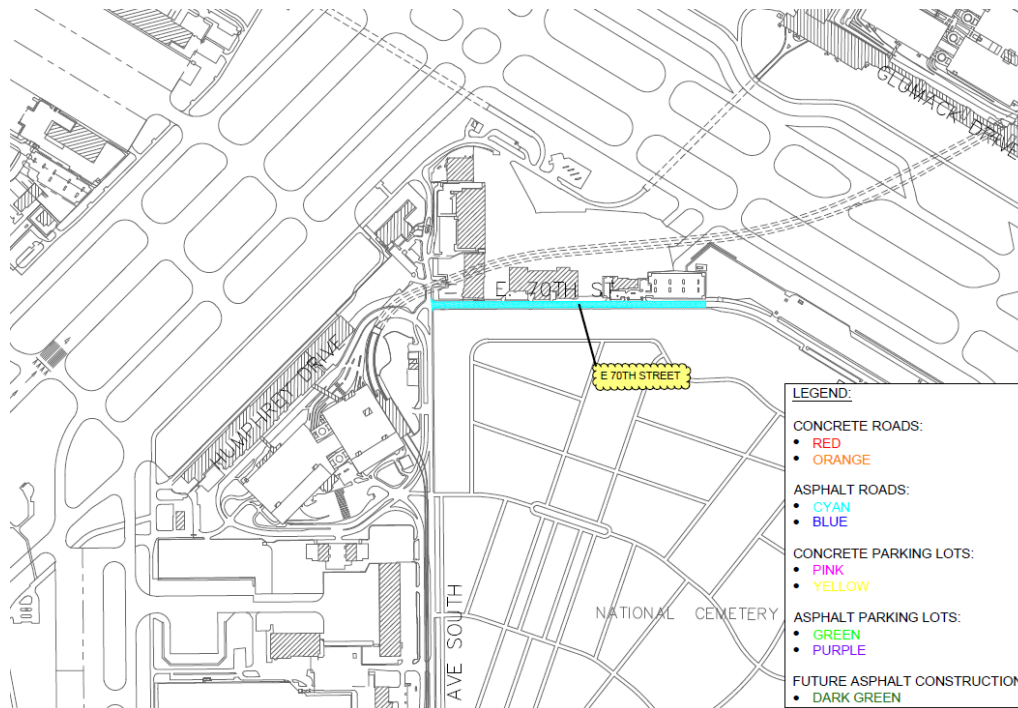 GLUMACK DRIVE
E 70TH ST
E 70TH STREET
HUMPHREY DRIVE
LEGEND:
CONCRETE ROADS:
• RED
• ORANGE
ASPHALT ROADS:
• CYAN
• BLUE
CONCRETE PARKING LOTS:
• PINK
• YELLOW
ASPHALT PARKING LOTS:
• GREEN
• PURPLE
FUTURE ASPHALT CONSTRUCTION
• DARK GREEN
NATIONAL CEMETERY
AVE SOUTH
4